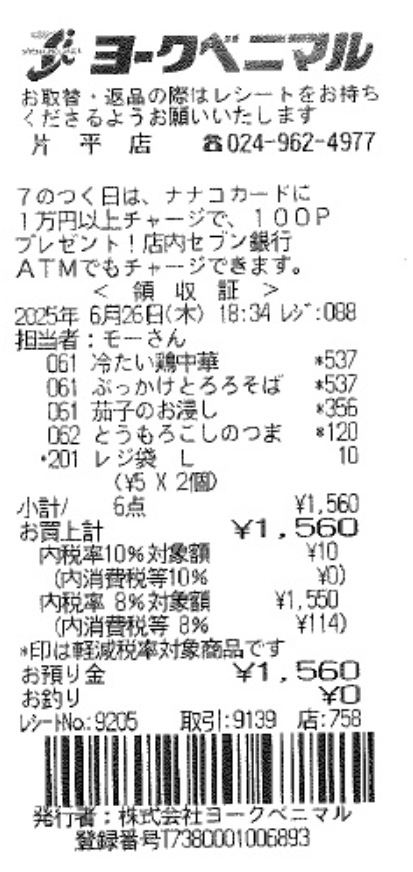 ヨークベニマル
お取替・返品の際はレシートをお持ち
くださるようお願いいたします
片 平 店 ☎024-962-4977
7のつく日は、ナナコカードに
1万円以上チャージで、100P
プレゼント!店内セブン銀行
ATMでもチャージできます。
< 領 収 証 >
2025年 6月26日(木) 18:34 レジ:088
担当者:モーさん
061 冷たい鶏中華 *537
061 ぶっかけとろろそば *537
061 茄子のお浸し *356
062 とうもろこしのつま *120
・201 レジ袋 L 10
(¥5 X 2個)
小計/ 6点 ¥1,560
お買上計 ¥1,560
内税率10%対象額 ¥10
(内消費税等10% ¥0)
内税率 8%対象額 ¥1,550
(内消費税等 8% ¥114)
*印は軽減税率対象商品です
お預り金 ¥1,560
お釣り ¥0
レシートNo:9205 取引:9139 店:758
発行者:株式会社ヨークベニマル
登録番号T7380001006893